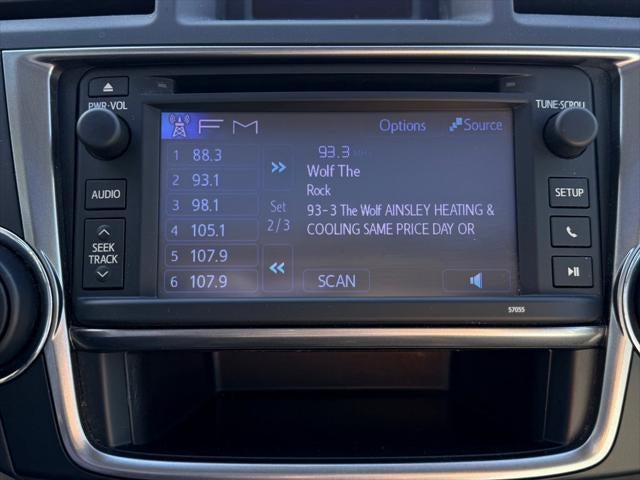 PWR·VOL
TUNE·SCROLL
FM
Options
Source
1 88.3
2 93.1
3 98.1
4 105.1
5 107.9
6 107.9
Set
2/3
93.3 MHz
Wolf The
Rock
93-3 The Wolf AINSLEY HEATING &
COOLING SAME PRICE DAY OR
SCAN
AUDIO
SEEK
TRACK
SETUP
57055